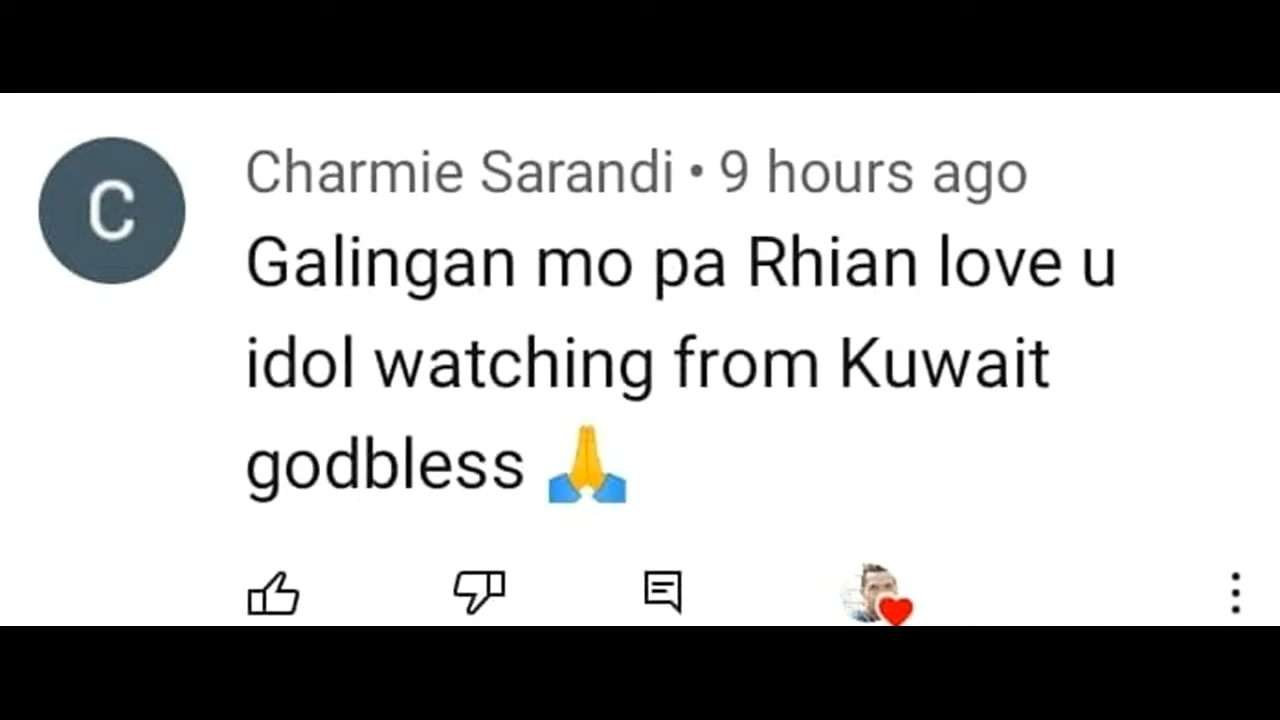 C
Charmie Sarandi • 9 hours ago
Galingan mo pa Rhian love u
idol watching from Kuwait
godbless 🙏